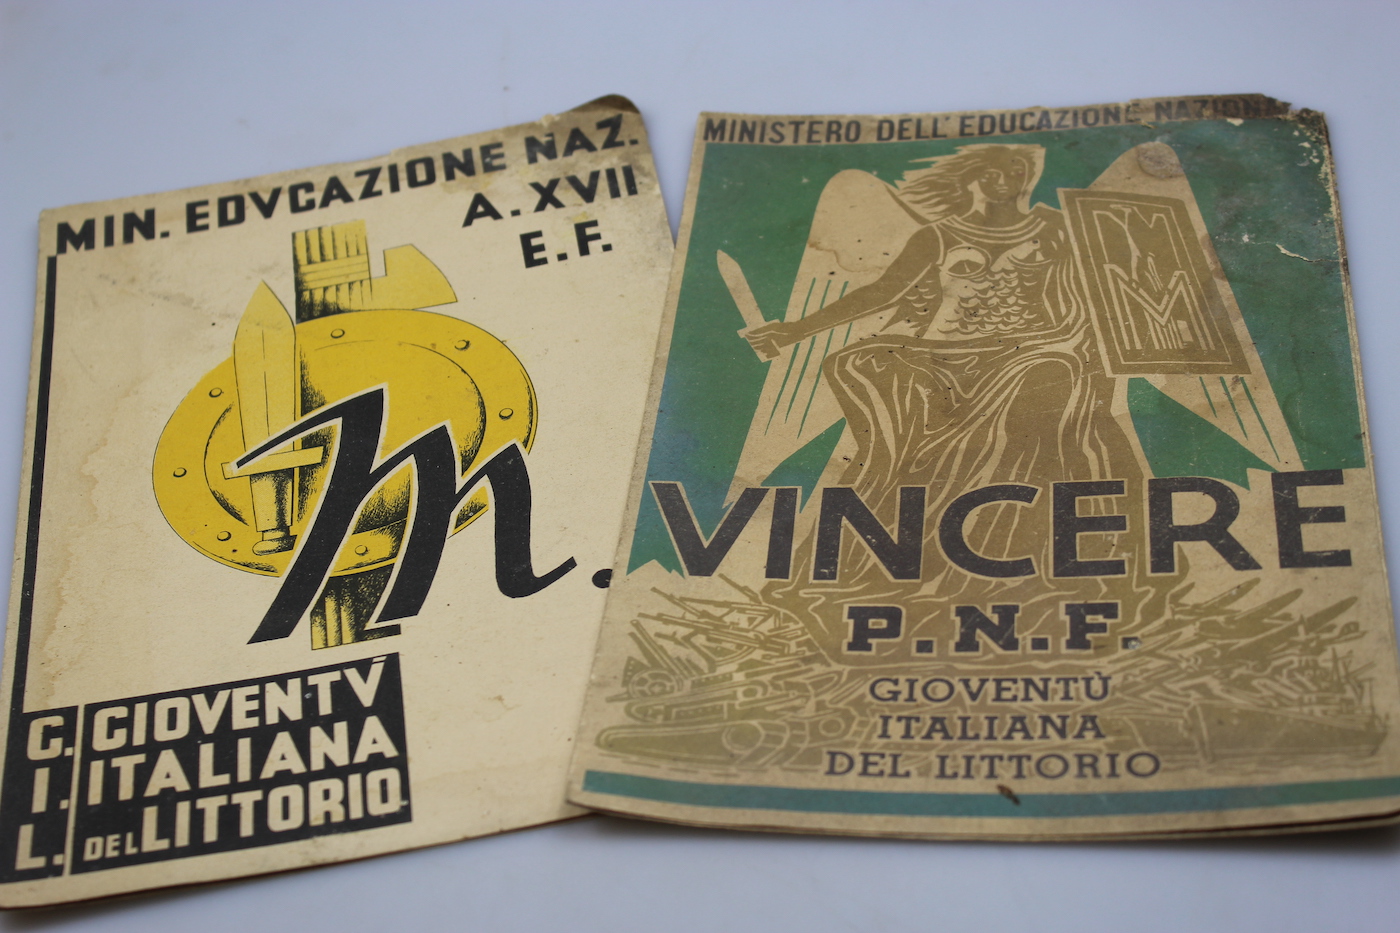 MIN. EDVCAZIONE NAZ.
A. XVII
E. F.
m.
G. GIOVENTV'
I. ITALIANA
L. DEL LITTORIO
MINISTERO DELL'EDUCAZIONE NAZIONA
M
VINCERE
P.N.F.
GIOVENTÙ
ITALIANA
DEL LITTORIO